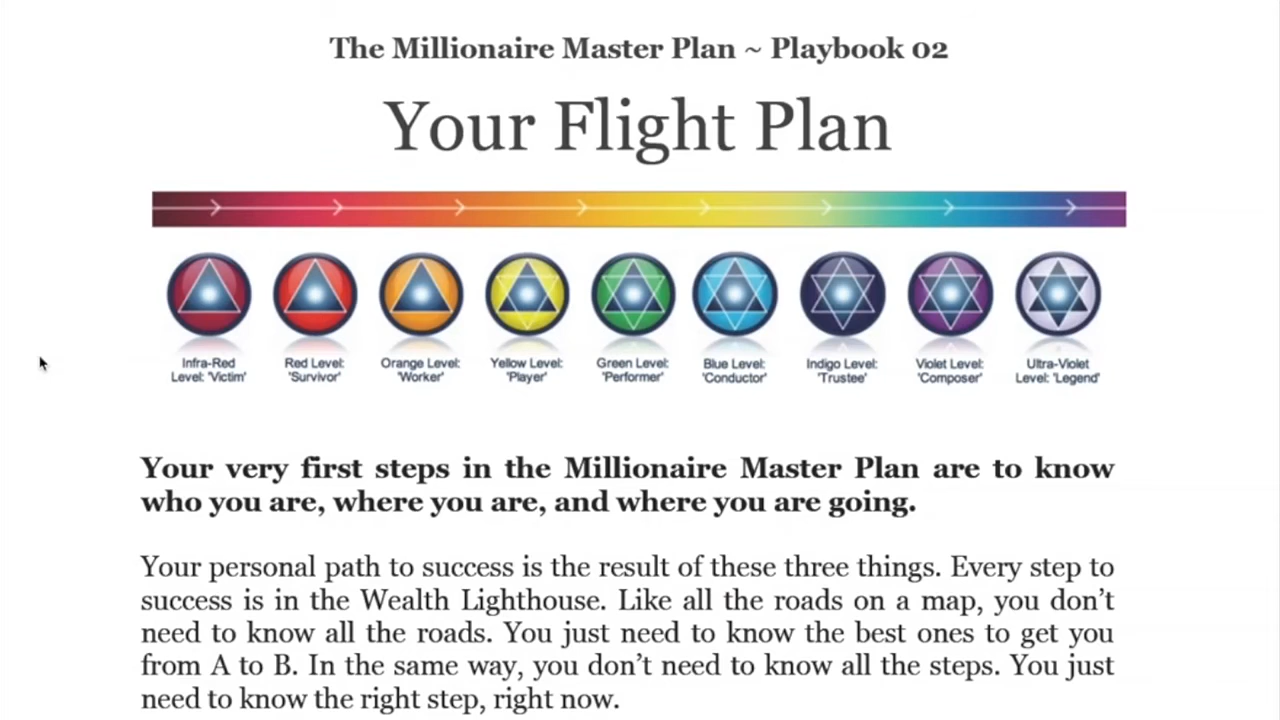 The Millionaire Master Plan ~ Playbook 02
Your Flight Plan
Infra-Red
Level: 'Victim'
Red Level:
'Survivor'
Orange Level:
'Worker'
Yellow Level:
'Player'
Green Level:
'Performer'
Blue Level:
'Conductor'
Indigo Level:
'Trustee'
Violet Level:
'Composer'
Ultra-Violet
Level: 'Legend'
Your very first steps in the Millionaire Master Plan are to know
who you are, where you are, and where you are going.
Your personal path to success is the result of these three things. Every step to
success is in the Wealth Lighthouse. Like all the roads on a map, you don’t
need to know all the roads. You just need to know the best ones to get you
from A to B. In the same way, you don’t need to know all the steps. You just
need to know the right step, right now.